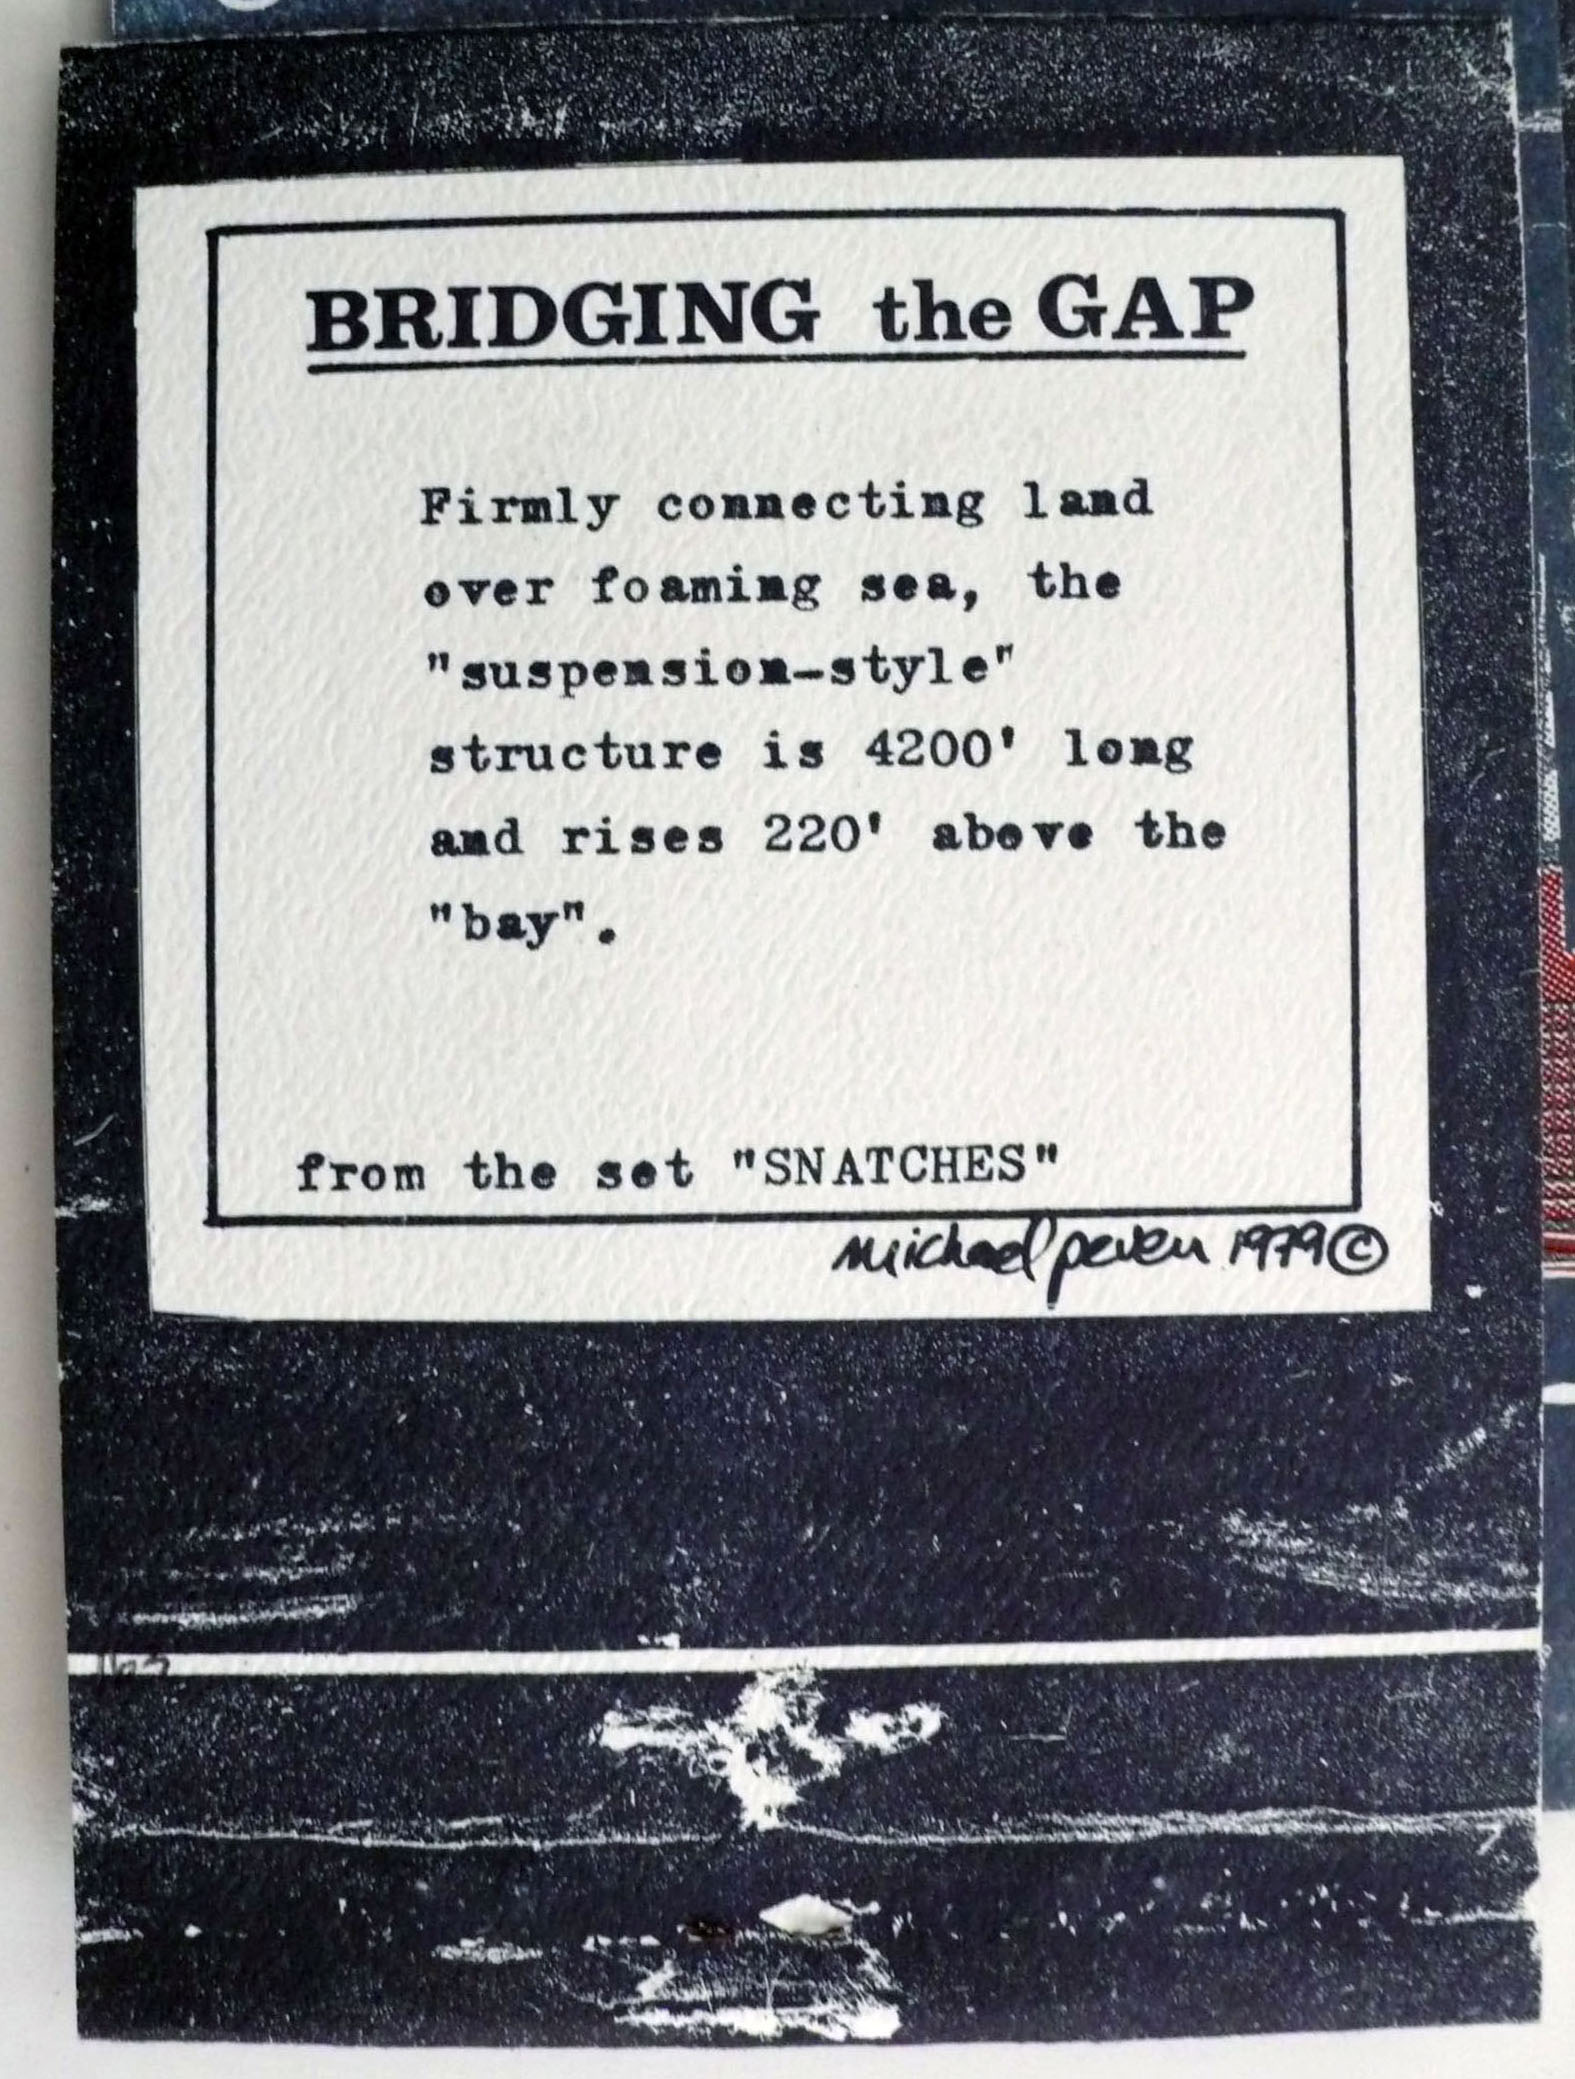 BRIDGING the GAP
Firmly connecting land
over foaming sea, the
"suspension-style"
structure is 4200' long
and rises 220' above the
"bay".
from the set "SNATCHES"
michael peven 1979©